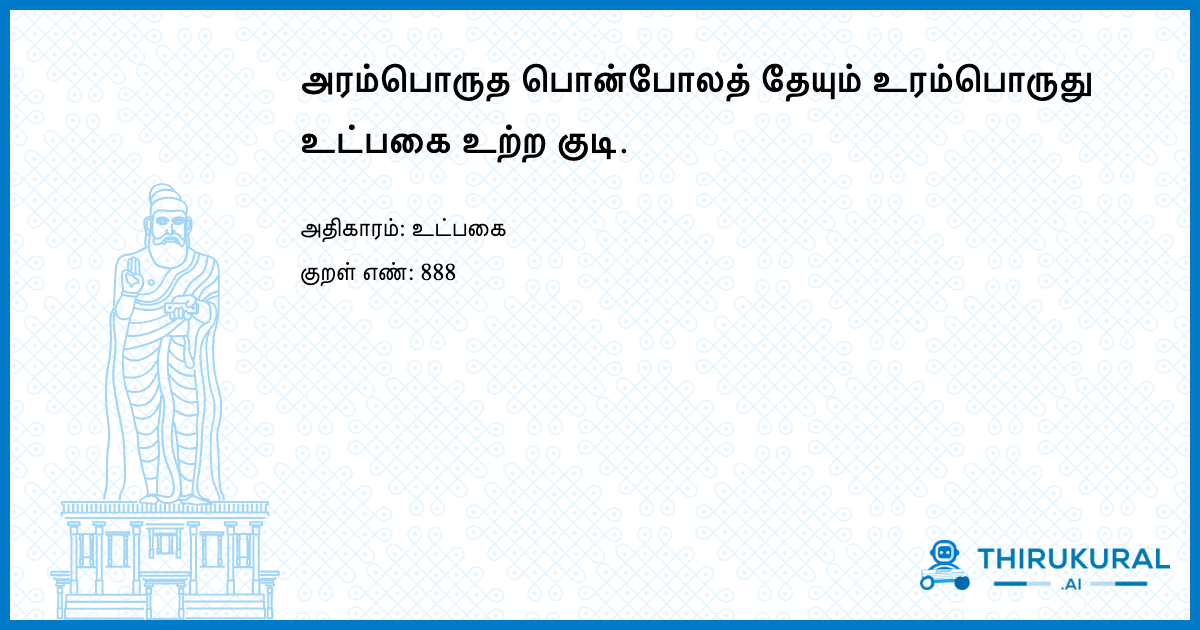 அரம்பொருத பொன்போலத் தேயும் உரம்பொருது
உட்பகை உற்ற குடி.
அதிகாரம்: உட்பகை
குறள் எண்: 888
THIRUKURAL
.AI